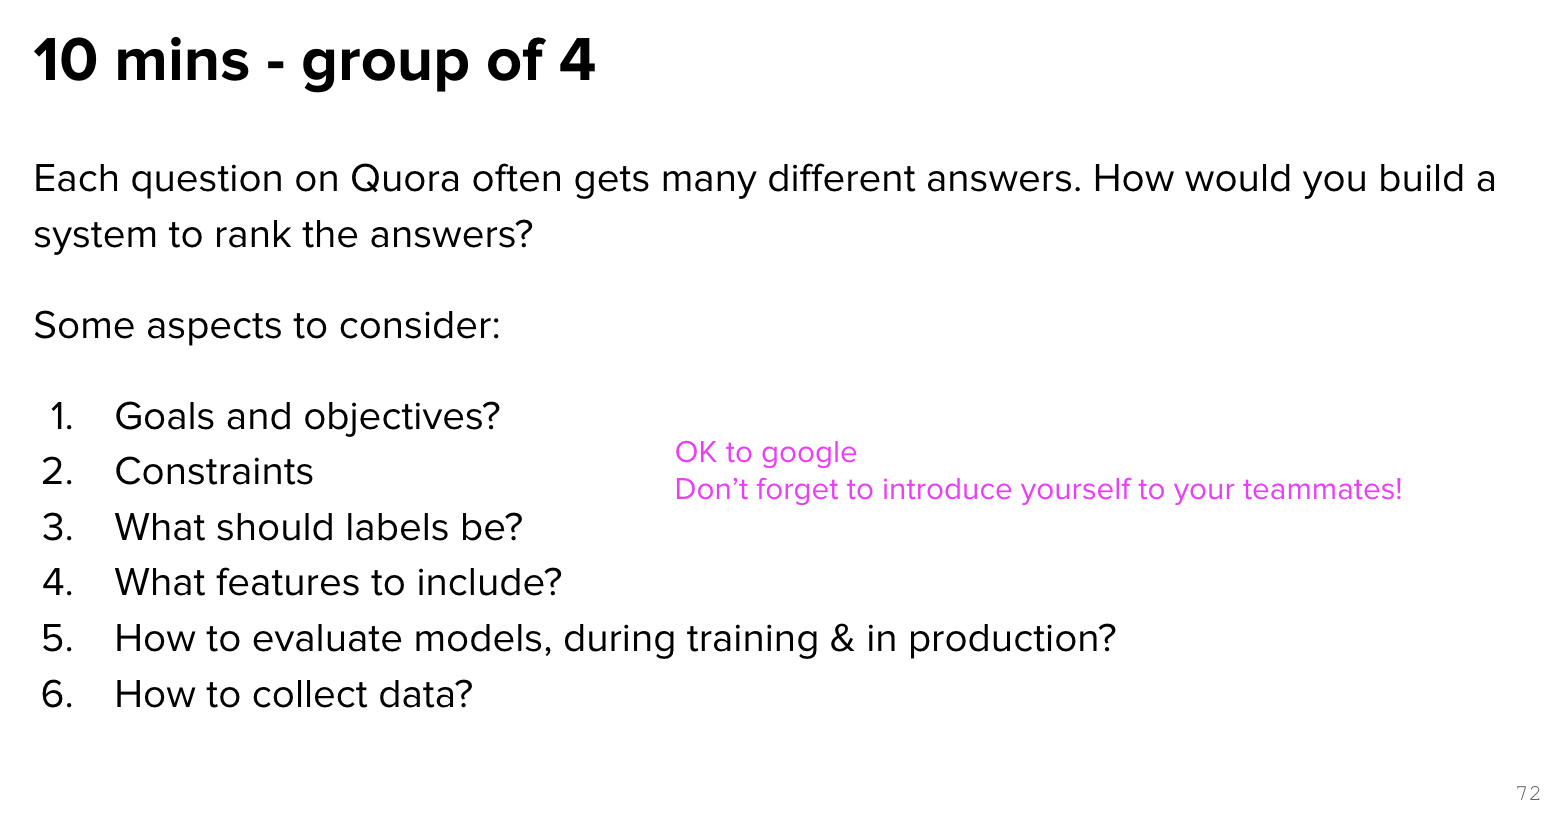 10 mins - group of 4
Each question on Quora often gets many different answers. How would you build a
system to rank the answers?
Some aspects to consider:
1. Goals and objectives?
2. Constraints
3. What should labels be?
4. What features to include?
5. How to evaluate models, during training & in production?
6. How to collect data?
OK to google
Don’t forget to introduce yourself to your teammates!
72